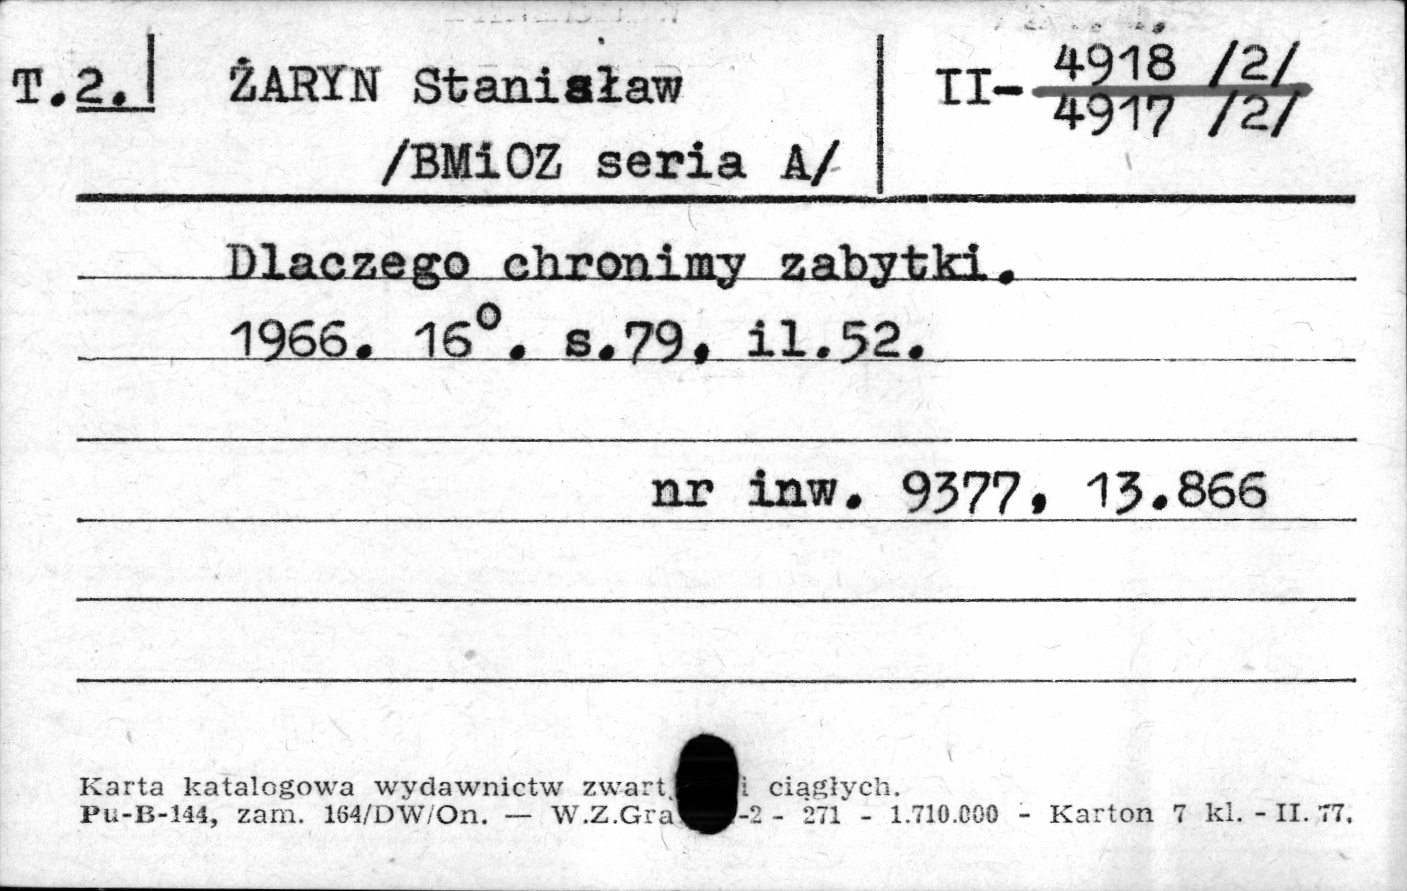 T.2. ŻARYN Stanisław II- 4918 /2/
4917 /2/
/BMiOZ seria A/
Dlaczego chronimy zabytki.
1966. 16º. s.79, il.52.
nr inw. 9377, 13.866
Karta katalogowa wydawnictw zwart i ciągłych.
Pu-B-144, zam. 164/DW/On. — W.Z.Gra -2 - 271 - 1.710.000 - Karton 7 kl. - II. 77.